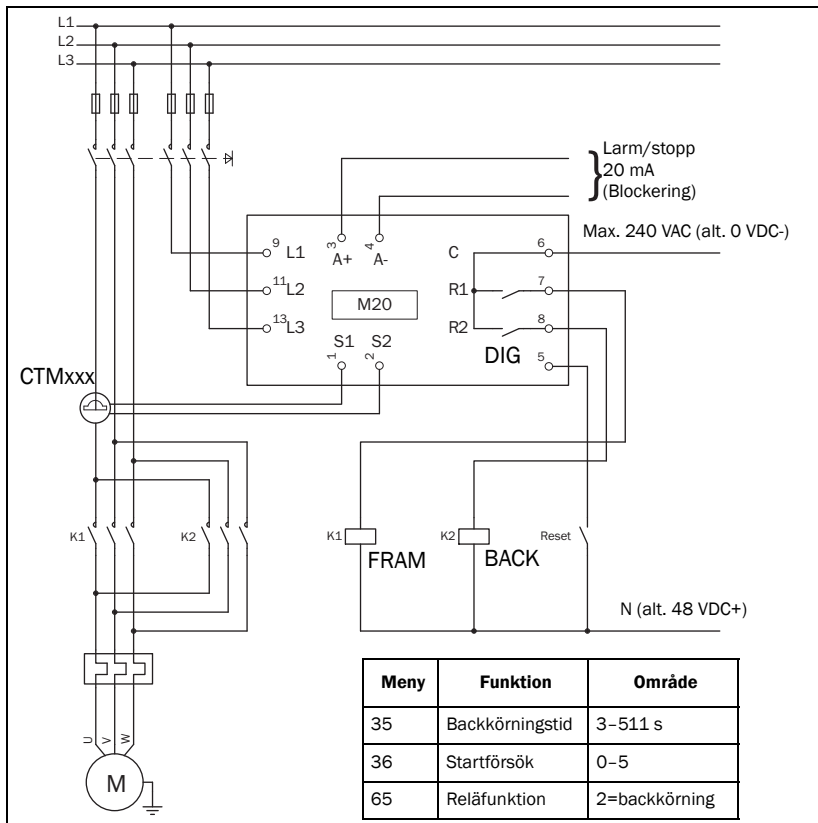 L1
L2
L3
Larm/stopp
20 mA
(Blockering)
Max. 240 VAC (alt. 0 VDC-)
9 L1
3 A+
4 A-
C 6
11 L2
M20
R1 7
13 L3
R2 8
S1 1
S2 2
DIG 5
CTMxxx
K1
K2
K1 FRAM
K2 BACK
Reset
N (alt. 48 VDC+)
U V W
M
Meny Funktion Område
35 Backkörningstid 3–511 s
36 Startförsök 0–5
65 Reläfunktion 2=backkörning